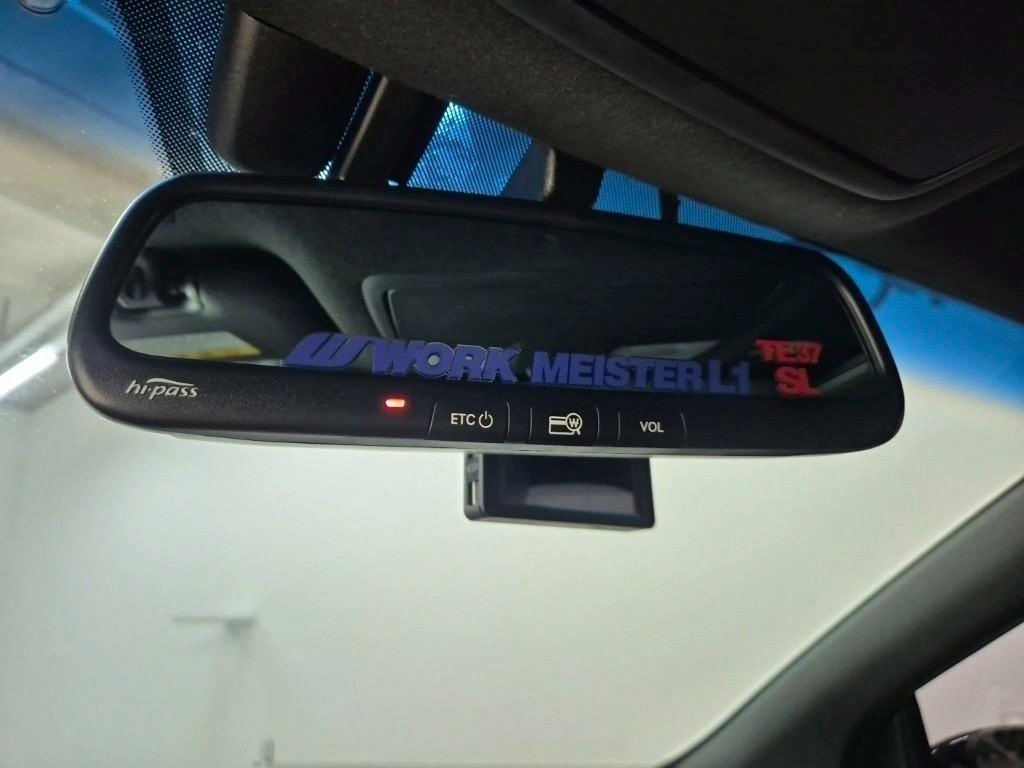 WORK MEISTER L1
TE37
SL
hi-pass
ETC
₩
VOL